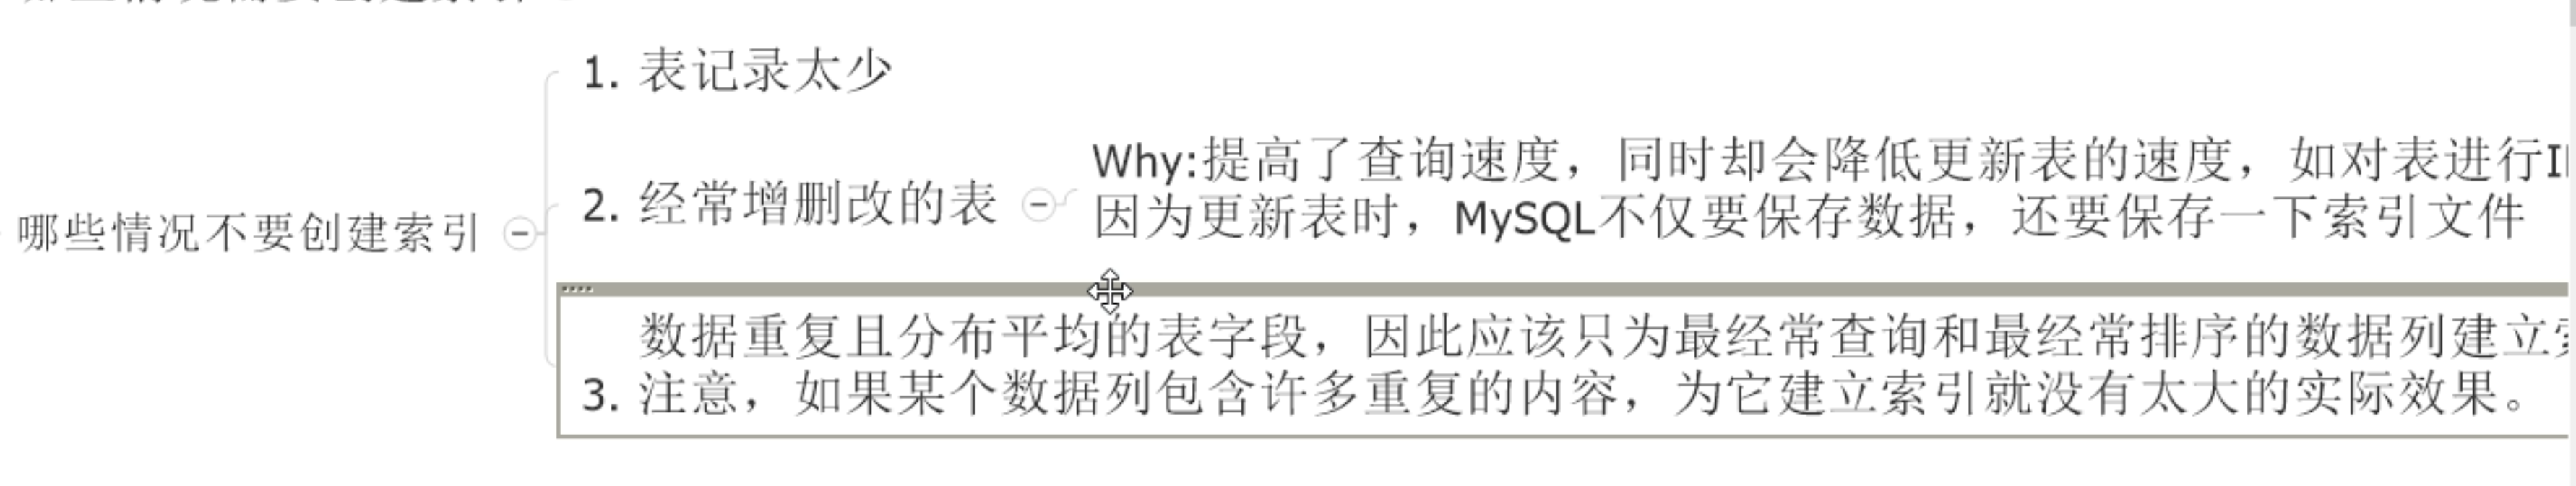 1. 表记录太少
Why:提高了查询速度，同时却会降低更新表的速度，如对表进行
2. 经常增删改的表
因为更新表时，MySQL不仅要保存数据，还要保存一下索引文件
哪些情况不要创建索引
数据重复且分布平均的表字段，因此应该只为最经常查询和最经常排序的数据列建立
3. 注意，如果某个数据列包含许多重复的内容，为它建立索引就没有太大的实际效果。